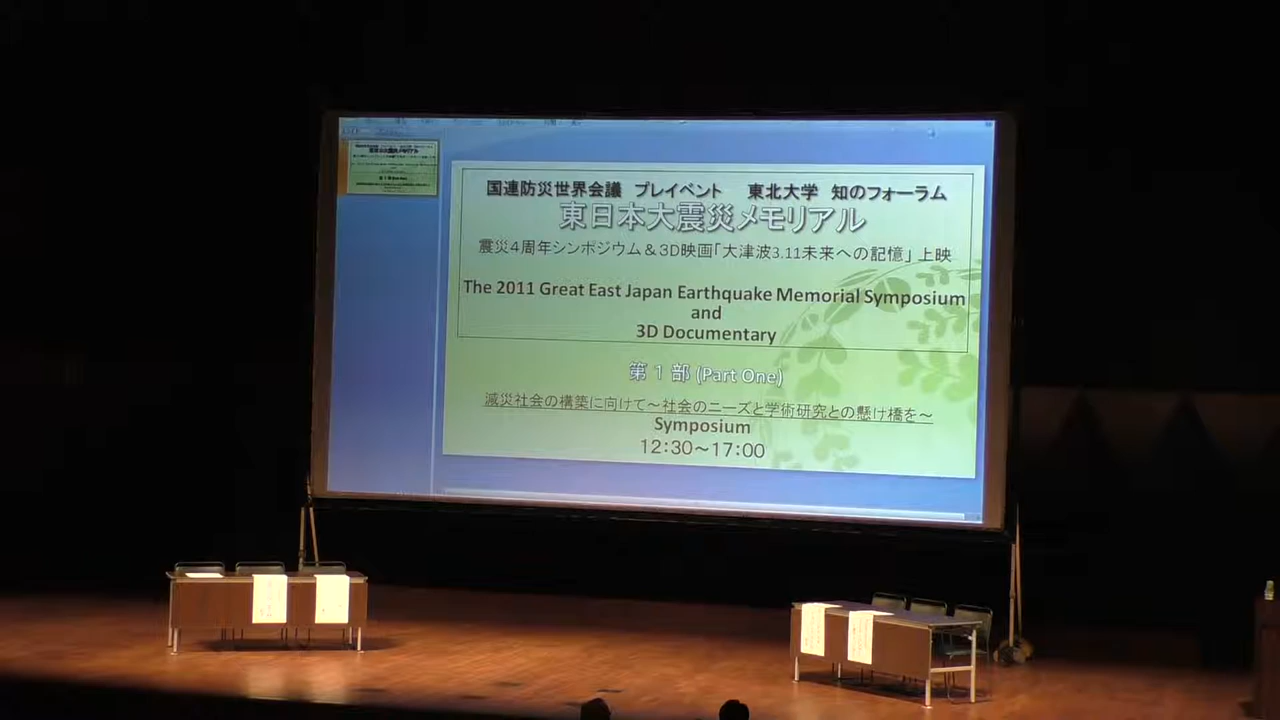 国連防災世界会議 プレイベント 東北大学 知のフォーラム
東日本大震災メモリアル
震災4周年シンポジウム&3D映画「大津波3.11未来への記憶」上映
The 2011 Great East Japan Earthquake Memorial Symposium
and
3D Documentary
第1部 (Part One)
減災社会の構築に向けて～社会のニーズと学術研究との懸け橋を～
Symposium
12:30～17:00